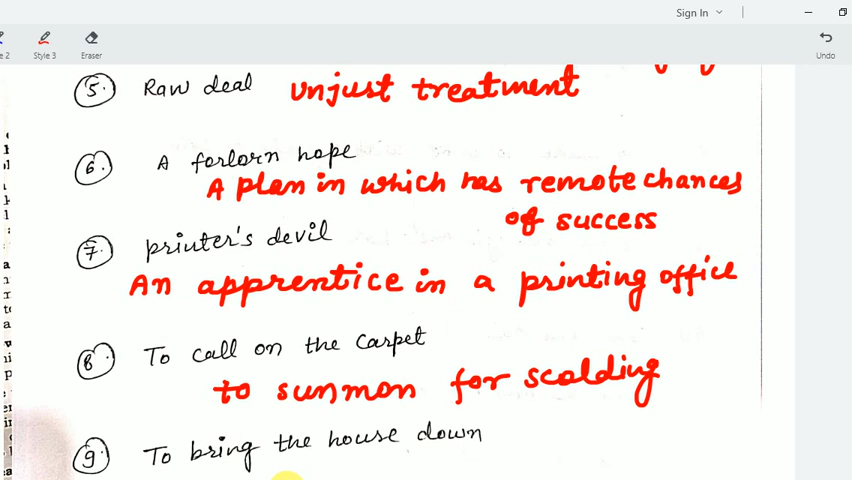 Sign In
e 2
Style 3
Eraser
Undo
5. Raw deal unjust treatment
6. A forlorn hope
A plan in which has remote chances
of success
7. printer's devil
An apprentice in a printing office
8. To call on the carpet
to sunmon for scolding
9. To bring the house down